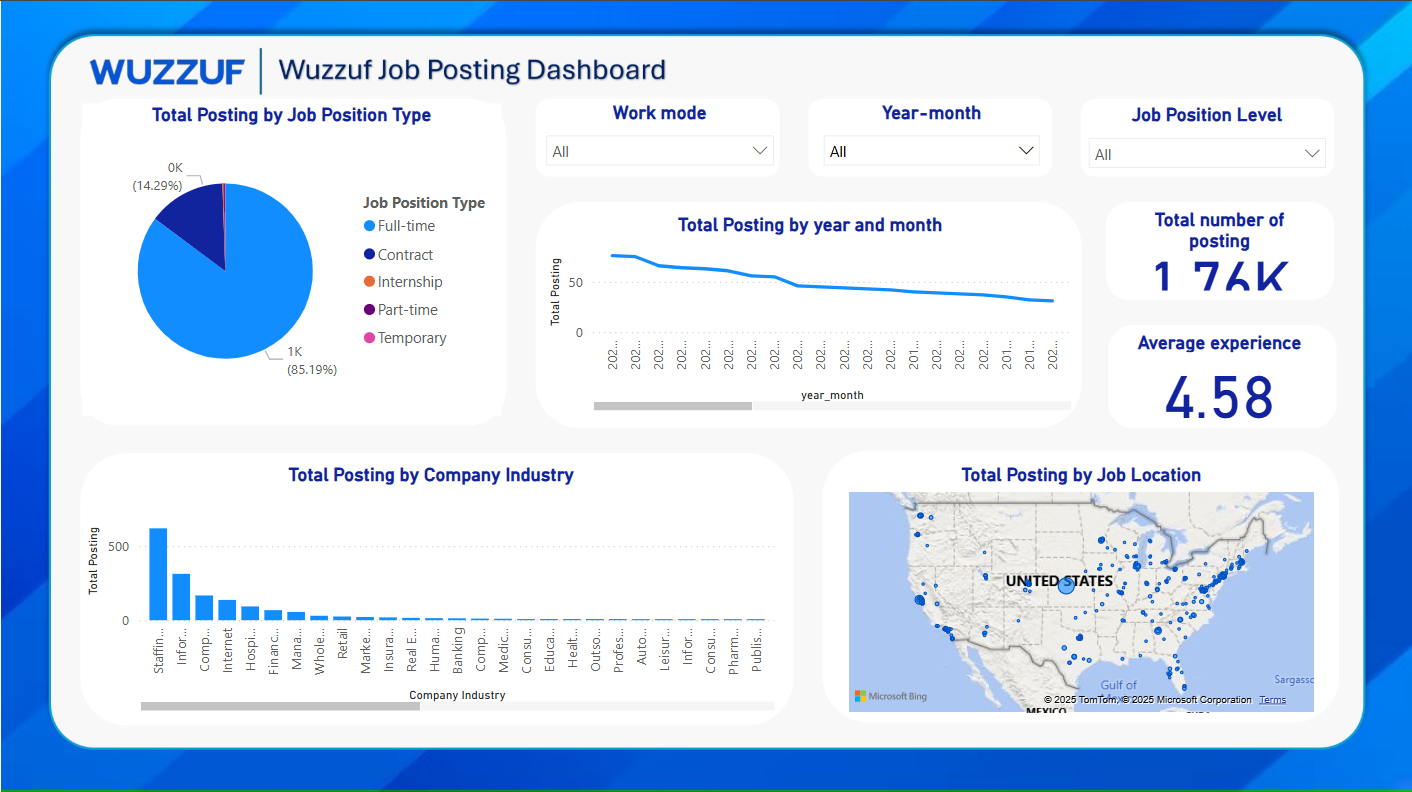 WUZZUF
Wuzzuf Job Posting Dashboard
Total Posting by Job Position Type
0K
(14.29%)
1K
(85.19%)
Job Position Type
Full-time
Contract
Internship
Part-time
Temporary
Work mode
All
Year-month
All
Job Position Level
All
Total Posting by year and month
Total Posting
50
0
202...
202...
202...
202...
202...
202...
202...
202...
202...
202...
202...
202...
201...
202...
202...
202...
202...
201...
201...
202...
year_month
Total number of
posting
1.76K
Average experience
4.58
Total Posting by Company Industry
Total Posting
500
0
Staffin...
Infor...
Comp...
Internet
Hospi...
Financ...
Mana...
Whole...
Retail
Marke...
Insura...
Real E...
Huma...
Banking
Comp...
Medic...
Consu...
Educa...
Healt...
Outso...
Profes...
Auto...
Leisur...
Infor...
Consu...
Pharm...
Publis...
Company Industry
Total Posting by Job Location
UNITED STATES
Gulf of
Sargasso
MEXICO
Microsoft Bing
© 2025 TomTom, © 2025 Microsoft Corporation Terms